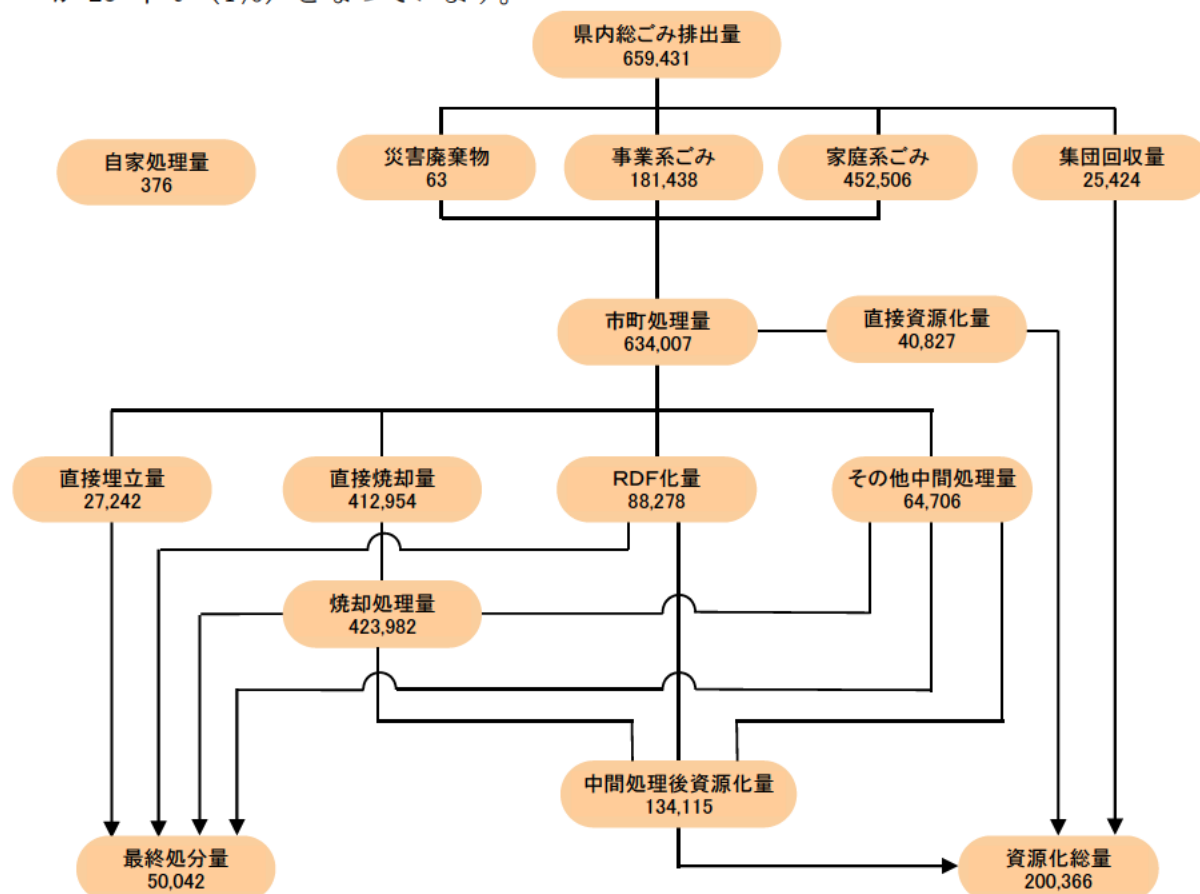 県内総ごみ排出量
659,431
自家処理量
376
災害廃棄物
63
事業系ごみ
181,438
家庭系ごみ
452,506
集団回収量
25,424
市町処理量
634,007
直接資源化量
40,827
直接埋立量
27,242
直接焼却量
412,954
RDF化量
88,278
その他中間処理量
64,706
焼却処理量
423,982
中間処理後資源化量
134,115
最終処分量
50,042
資源化総量
200,366